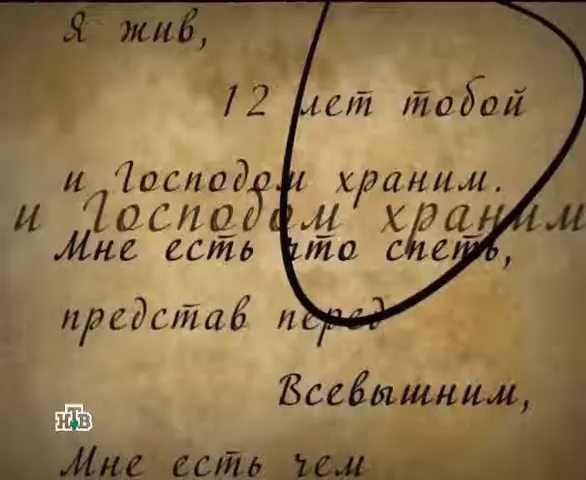 Я жив,
12 лет тобой
и Господом храним.
и Господом храним
Мне есть что спеть,
представ перед
Всевышним,
НТВ
Мне есть чем